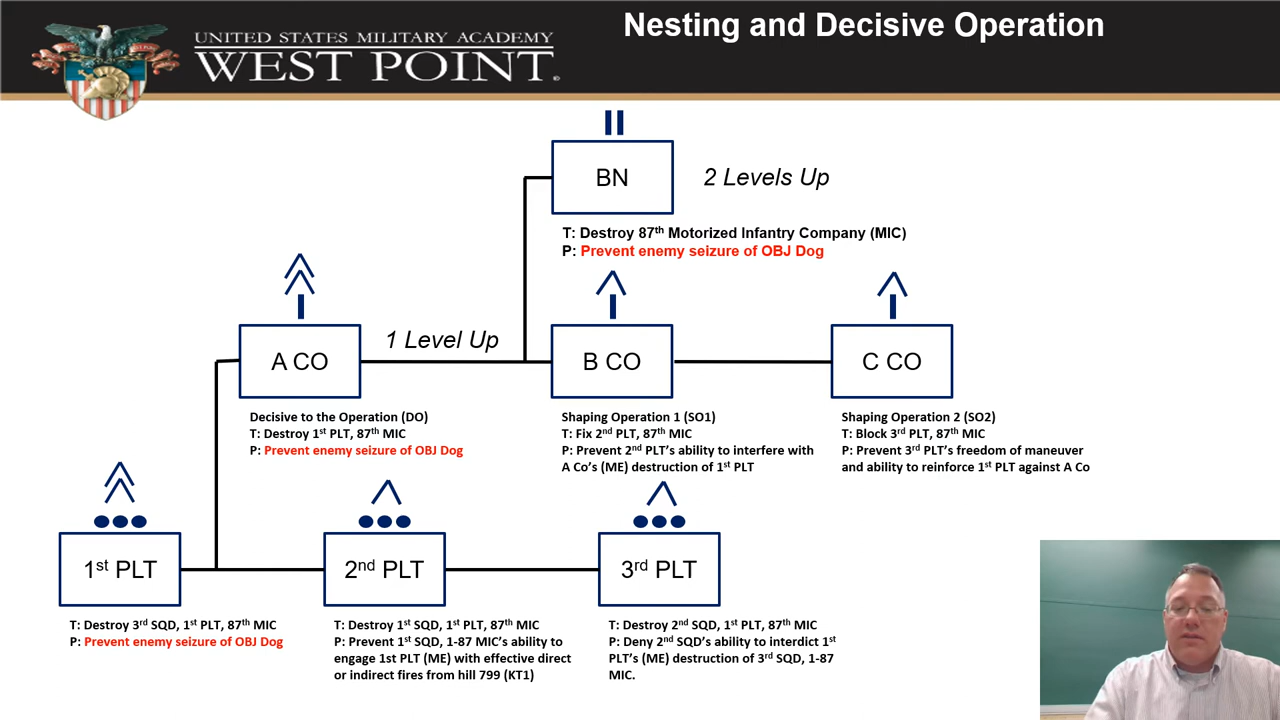 Nesting and Decisive Operation
UNITED STATES MILITARY ACADEMY
WEST POINT.
BN
2 Levels Up
T: Destroy 87th Motorized Infantry Company (MIC)
P: Prevent enemy seizure of OBJ Dog
1 Level Up
A CO
B CO
C CO
Decisive to the Operation (DO)
T: Destroy 1st PLT, 87th MIC
P: Prevent enemy seizure of OBJ Dog
Shaping Operation 1 (SO1)
T: Fix 2nd PLT, 87th MIC
P: Prevent 2nd PLT’s ability to interfere with
A Co’s (ME) destruction of 1st PLT
Shaping Operation 2 (SO2)
T: Block 3rd PLT, 87th MIC
P: Prevent 3rd PLT’s freedom of maneuver
and ability to reinforce 1st PLT against A Co
1st PLT
2nd PLT
3rd PLT
T: Destroy 3rd SQD, 1st PLT, 87th MIC
P: Prevent enemy seizure of OBJ Dog
T: Destroy 1st SQD, 1st PLT, 87th MIC
P: Prevent 1st SQD, 1-87 MIC’s ability to
engage 1st PLT (ME) with effective direct
or indirect fires from hill 799 (KT1)
T: Destroy 2nd SQD, 1st PLT, 87th MIC
P: Deny 2nd SQD’s ability to interdict 1st
PLT’s (ME) destruction of 3rd SQD, 1-87
MIC.